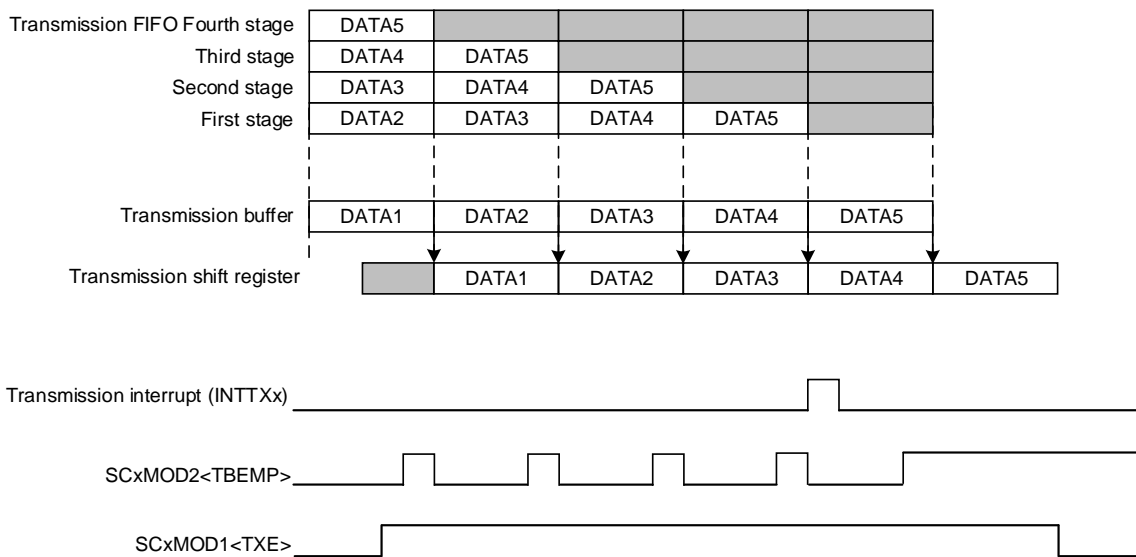 Transmission FIFO Fourth stage DATA5
Third stage DATA4 DATA5
Second stage DATA3 DATA4 DATA5
First stage DATA2 DATA3 DATA4 DATA5
Transmission buffer DATA1 DATA2 DATA3 DATA4 DATA5
Transmission shift register DATA1 DATA2 DATA3 DATA4 DATA5
Transmission interrupt (INTTXx)
SCxMOD2<TBEMP>
SCxMOD1<TXE>